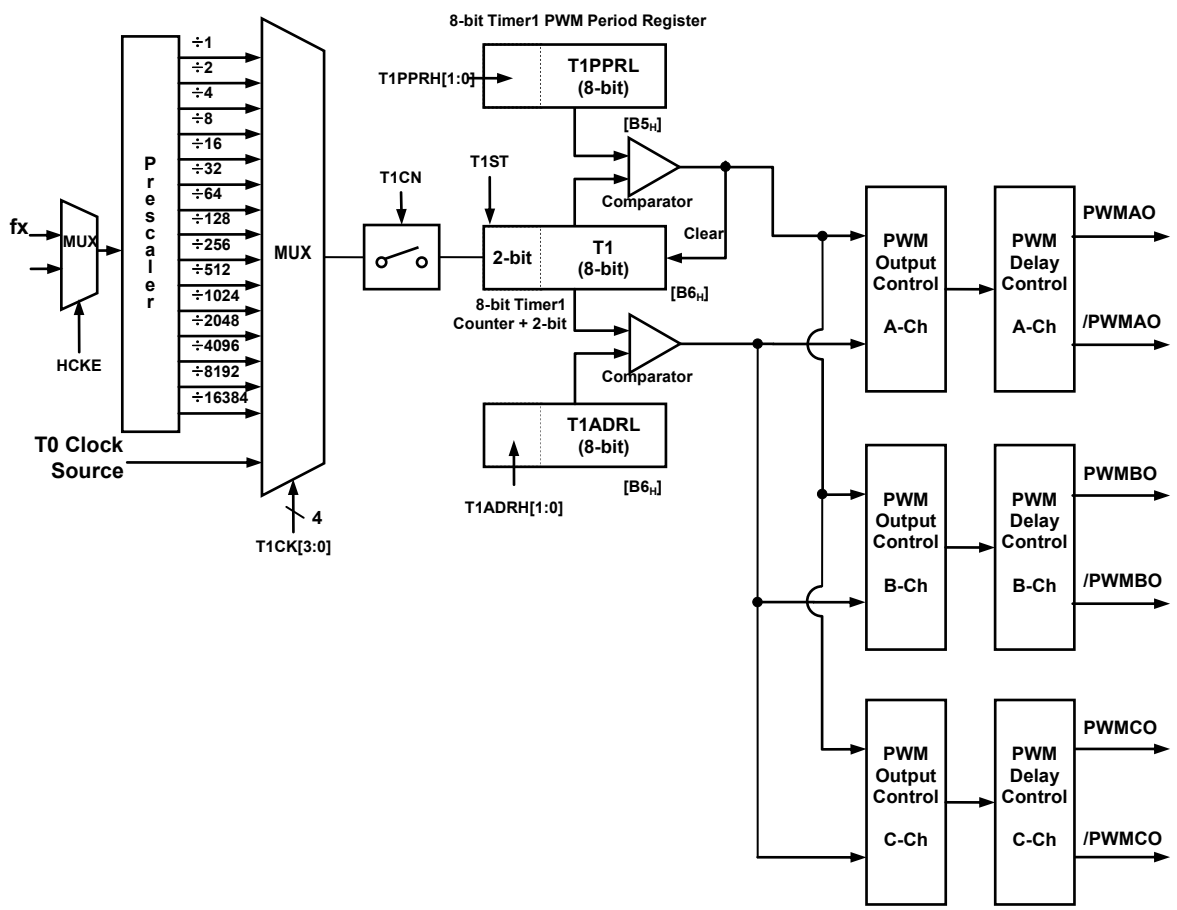 8-bit Timer1 PWM Period Register
÷1
÷2
÷4
÷8
÷16
÷32
÷64
÷128
÷256
÷512
÷1024
÷2048
÷4096
÷8192
÷16384
Prescaler
fx
MUX
HCKE
T0 Clock
Source
MUX
4
T1CK[3:0]
T1CN
T1ST
T1PPRH[1:0]
T1PPRL
(8-bit)
[B5H]
Comparator
Clear
2-bit
T1
(8-bit)
[B6H]
8-bit Timer1
Counter + 2-bit
Comparator
T1ADRL
(8-bit)
[B6H]
T1ADRH[1:0]
PWM
Output
Control
A-Ch
PWM
Delay
Control
A-Ch
PWMAO
/PWMAO
PWM
Output
Control
B-Ch
PWM
Delay
Control
B-Ch
PWMBO
/PWMBO
PWM
Output
Control
C-Ch
PWM
Delay
Control
C-Ch
PWMCO
/PWMCO